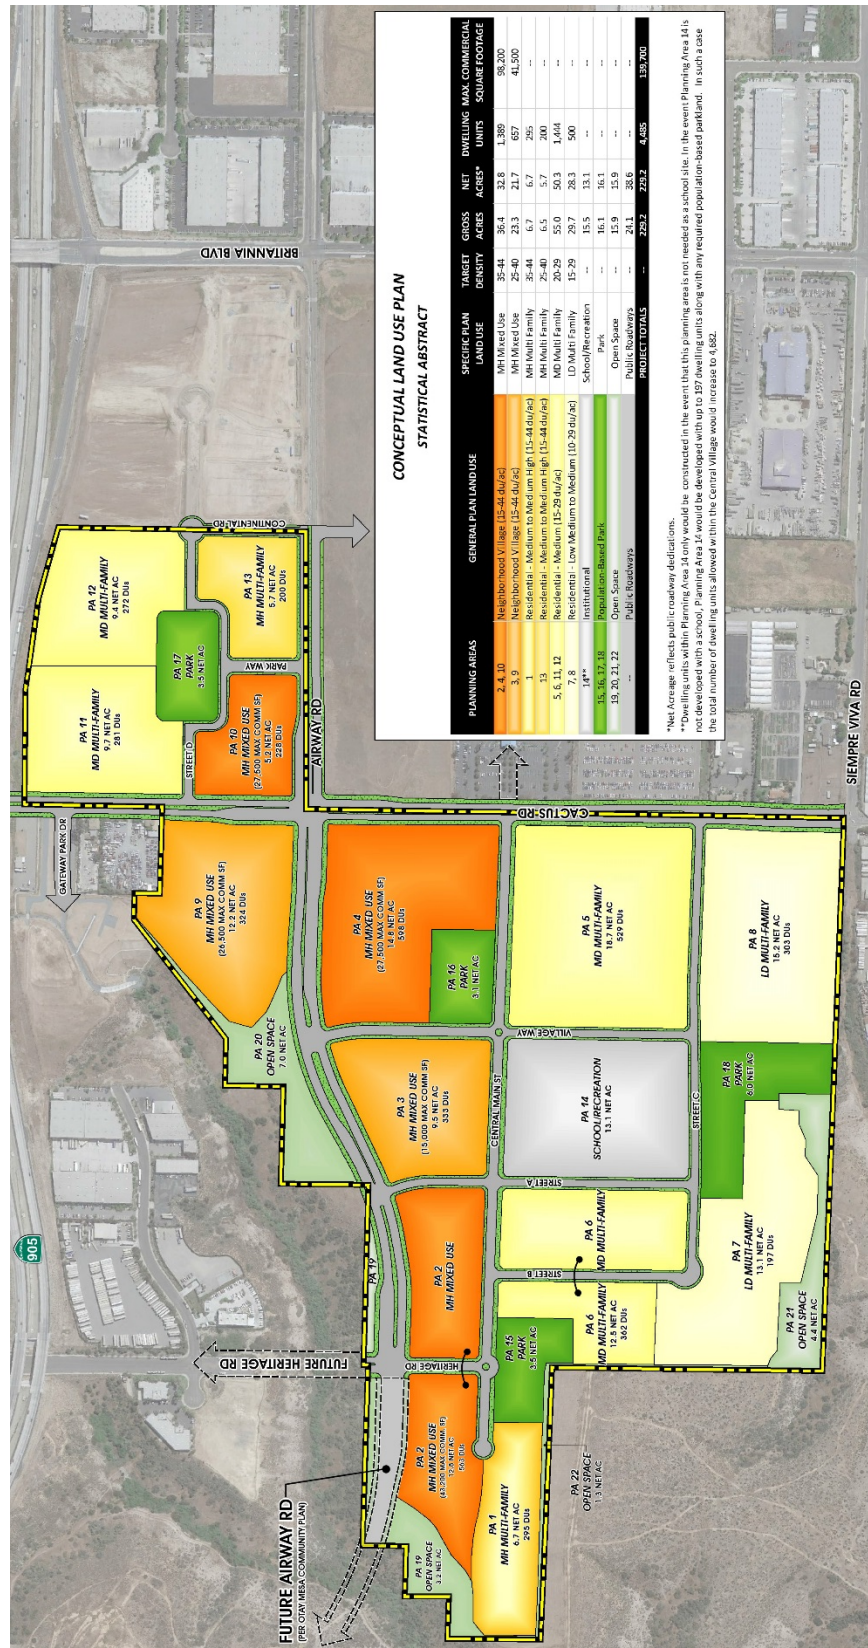 905
BRITANNIA BLVD
GATEWAY PARK DR
CONTINENTAL RD
PA 11
MD MULTI-FAMILY
9.7 NET AC
281 DUs
PA 12
MD MULTI-FAMILY
9.4 NET AC
272 DUs
PA 17
PARK
3.5 NET AC
STREET D
PARK WAY
PA 10
MH MIXED USE
(27,500 MAX COMM SF)
5.2 NET AC
228 DUs
PA 13
MH MULTI-FAMILY
5.7 NET AC
200 DUs
AIRWAY RD
PA 9
MH MIXED USE
(26,500 MAX COMM SF)
12.2 NET AC
324 DUs
PA 20
OPEN SPACE
7.0 NET AC
FUTURE HERITAGE RD
FUTURE AIRWAY RD
(PER OTAY MESA COMMUNITY PLAN)
PA 19
PA 19
OPEN SPACE
3.2 NET AC
PA 2
MH MIXED USE
(43,200 MAX COMM SF)
12.8 NET AC
563 DUs
HERITAGE RD
PA 2
MH MIXED USE
PA 3
MH MIXED USE
(15,000 MAX COMM SF)
9.5 NET AC
333 DUs
PA 4
MH MIXED USE
(27,500 MAX COMM SF)
14.8 NET AC
598 DUs
PA 16
PARK
3.1 NET AC
CACTUS RD
CENTRAL MAIN ST
PA 1
MH MULTI-FAMILY
6.7 NET AC
295 DUs
PA 15
PARK
3.5 NET AC
PA 22
OPEN SPACE
1.3 NET AC
PA 6
MD MULTI-FAMILY
12.5 NET AC
362 DUs
STREET B
PA 6
MD MULTI-FAMILY
STREET A
PA 14
SCHOOL/RECREATION
13.1 NET AC
VILLAGE WAY
PA 5
MD MULTI-FAMILY
18.7 NET AC
529 DUs
STREET C
PA 7
LD MULTI-FAMILY
13.1 NET AC
197 DUs
PA 21
OPEN SPACE
4.4 NET AC
PA 18
PARK
6.0 NET AC
PA 8
LD MULTI-FAMILY
15.2 NET AC
303 DUs
SIEMPRE VIVA RD
CONCEPTUAL LAND USE PLAN
STATISTICAL ABSTRACT
PLANNING AREAS GENERAL PLAN LAND USE SPECIFIC PLAN LAND USE TARGET DENSITY GROSS ACRES NET ACRES* DWELLING UNITS MAX. COMMERCIAL SQUARE FOOTAGE
2, 4, 10 Neighborhood Village (15-44 du/ac) MH Mixed Use 35-44 36.4 32.8 1,389 98,200
3, 9 Neighborhood Village (15-44 du/ac) MH Mixed Use 25-40 23.3 21.7 657 41,500
1 Residential - Medium to Medium High (15-44 du/ac) MH Multi Family 35-44 6.7 6.7 295 --
13 Residential - Medium to Medium High (15-44 du/ac) MH Multi Family 25-40 6.5 5.7 200 --
5, 6, 11, 12 Residential - Medium (15-29 du/ac) MD Multi Family 20-29 55.0 50.3 1,444 --
7, 8 Residential - Low Medium to Medium (10-29 du/ac) LD Multi Family 15-29 29.7 28.3 500 --
14** Institutional School/Recreation -- 15.5 13.1 -- --
15, 16, 17, 18 Population-Based Park Park -- 16.1 16.1 -- --
19, 20, 21, 22 Open Space Open Space -- 15.9 15.9 -- --
-- Public Roadways Public Roadways -- 24.1 38.6 -- --
PROJECT TOTALS -- 229.2 229.2 4,485 139,700
*Net Acreage reflects public roadway dedications.
**Dwelling units within Planning Area 14 only would be constructed in the event that this planning area is not needed as a school site. In the event Planning Area 14 is
not developed with a school, Planning Area 14 would be developed with up to 197 dwelling units along with any required population-based parkland. In such a case
the total number of dwelling units allowed within the Central Village would increase to 4,682.